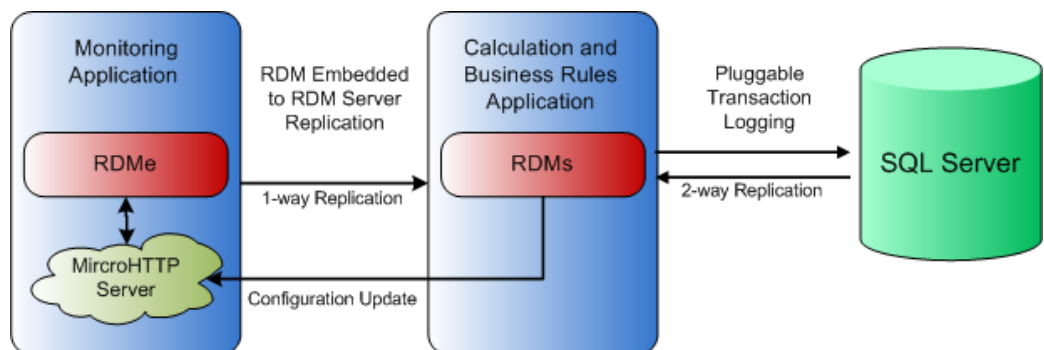 Monitoring
Application
RDMe
MircroHTTP
Server
RDM Embedded
to RDM Server
Replication
1-way Replication
Configuration Update
Calculation and
Business Rules
Application
RDMs
Pluggable
Transaction
Logging
2-way Replication
SQL Server